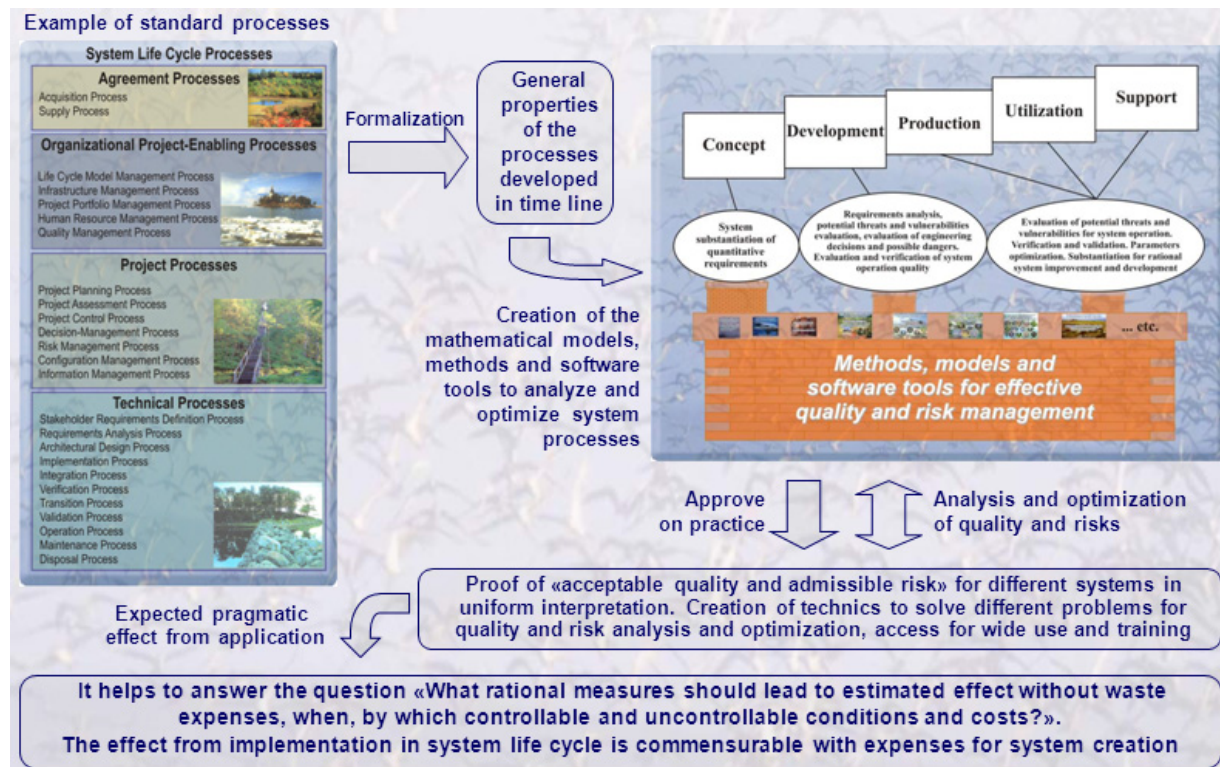 Example of standard processes
System Life Cycle Processes
Agreement Processes
Acquisition Process
Supply Process
Organizational Project-Enabling Processes
Life Cycle Model Management Process
Infrastructure Management Process
Project Portfolio Management Process
Human Resource Management Process
Quality Management Process
Project Processes
Project Planning Process
Project Assessment Process
Project Control Process
Decision-Management Process
Risk Management Process
Configuration Management Process
Information Management Process
Technical Processes
Stakeholder Requirements Definition Process
Requirements Analysis Process
Architectural Design Process
Implementation Process
Integration Process
Verification Process
Transition Process
Validation Process
Operation Process
Maintenance Process
Disposal Process
Formalization
General
properties
of the
processes
developed
in time line
Creation of the
mathematical models,
methods and software
tools to analyze and
optimize system
processes
Concept
Development
Production
Utilization
Support
System
substantiation of
quantitative
requirements
Requirements analysis,
potential threats and vulnerabilities
evaluation, evaluation of engineering
decisions and possible dangers.
Evaluation and verification of system
operation quality
Evaluation of potential threats and
vulnerabilities for system operation.
Verification and validation. Parameters
optimization. Substantiation for rational
system improvement and development
... etc.
Methods, models and
software tools for effective
quality and risk management
Approve
on practice
Analysis and optimization
of quality and risks
Proof of «acceptable quality and admissible risk» for different systems in
uniform interpretation. Creation of technics to solve different problems for
quality and risk analysis and optimization, access for wide use and training
Expected pragmatic
effect from application
It helps to answer the question «What rational measures should lead to estimated effect without waste
expenses, when, by which controllable and uncontrollable conditions and costs?».
The effect from implementation in system life cycle is commensurable with expenses for system creation